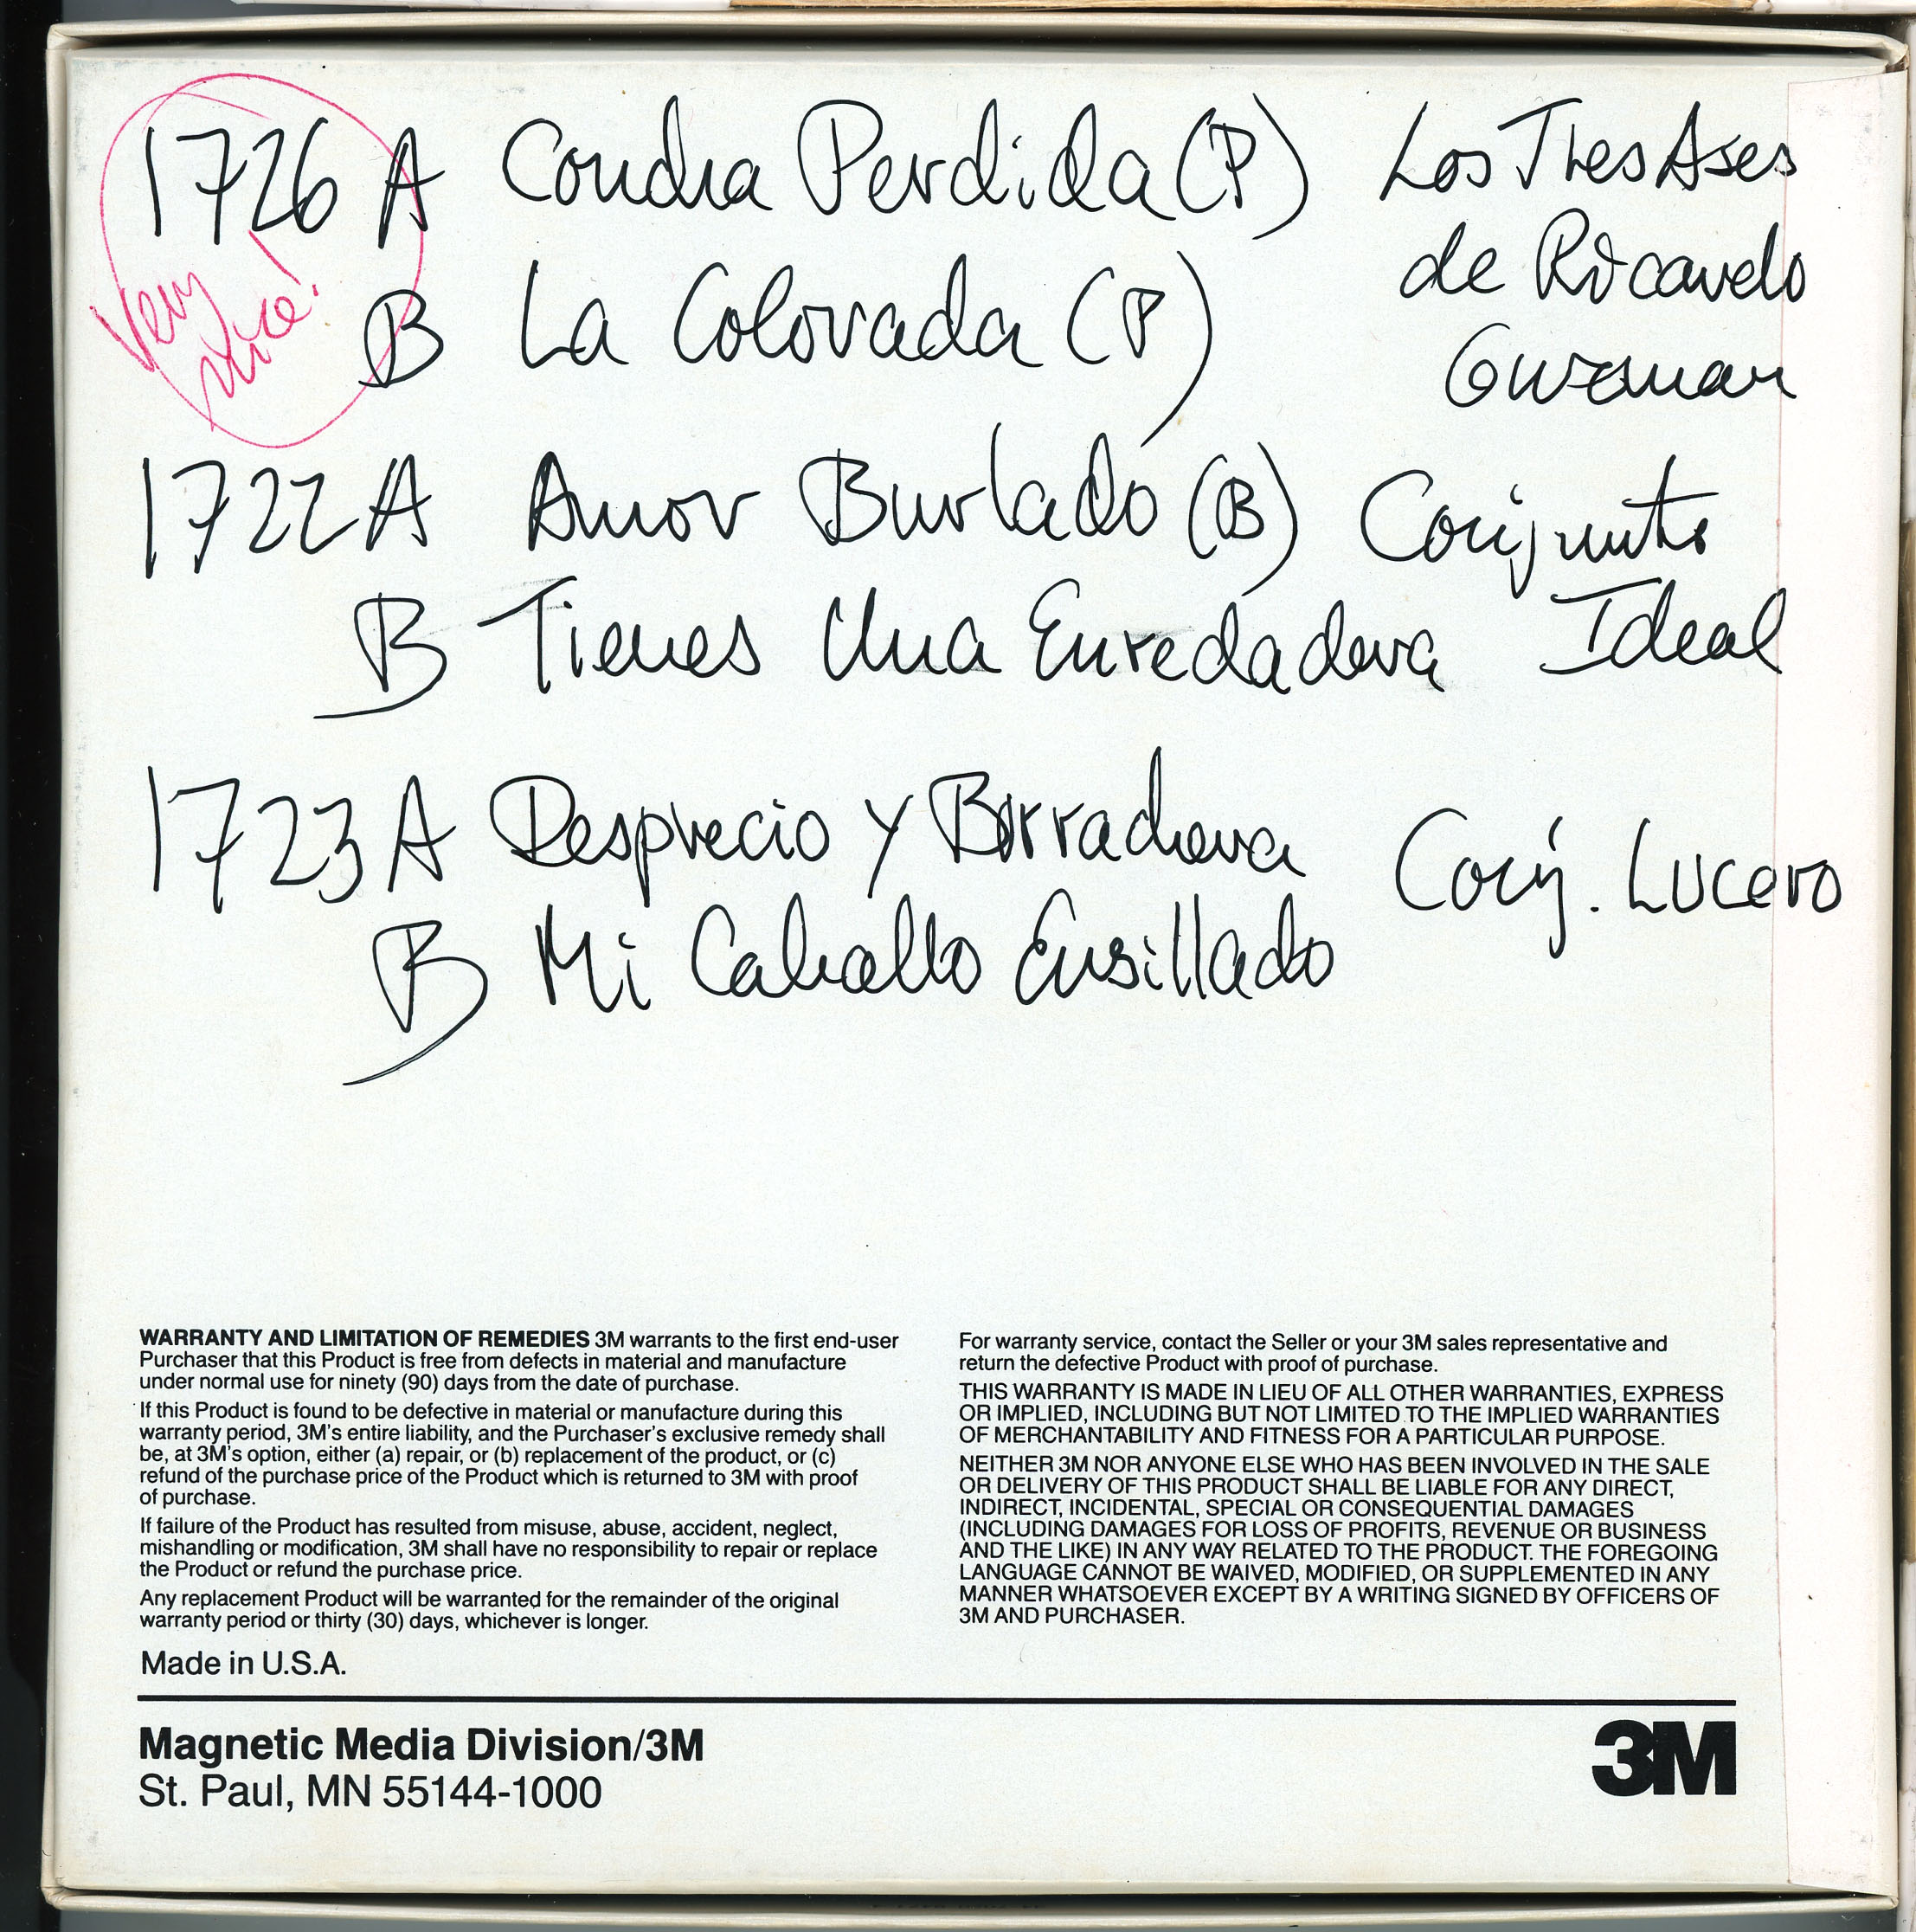 1726 A Concha Perdida (P) Los Tres Ases
de Ricardo
Very nice!
B La Colorada (P)
Guzman
1722 A Amor Burlado (B) Conjunto
B Tienes Una Enredadera Ideal
1723 A Desprecio y Borrachera Conj. Lucero
B Mi Caballo Ensillado
WARRANTY AND LIMITATION OF REMEDIES 3M warrants to the first end-user
Purchaser that this Product is free from defects in material and manufacture
under normal use for ninety (90) days from the date of purchase.
If this Product is found to be defective in material or manufacture during this
warranty period, 3M's entire liability, and the Purchaser's exclusive remedy shall
be, at 3M's option, either (a) repair, or (b) replacement of the product, or (c)
refund of the purchase price of the Product which is returned to 3M with proof
of purchase.
If failure of the Product has resulted from misuse, abuse, accident, neglect,
mishandling or modification, 3M shall have no responsibility to repair or replace
the Product or refund the purchase price.
Any replacement Product will be warranted for the remainder of the original
warranty period or thirty (30) days, whichever is longer.
Made in U.S.A.
For warranty service, contact the Seller or your 3M sales representative and
return the defective Product with proof of purchase.
THIS WARRANTY IS MADE IN LIEU OF ALL OTHER WARRANTIES, EXPRESS
OR IMPLIED, INCLUDING BUT NOT LIMITED TO THE IMPLIED WARRANTIES
OF MERCHANTABILITY AND FITNESS FOR A PARTICULAR PURPOSE.
NEITHER 3M NOR ANYONE ELSE WHO HAS BEEN INVOLVED IN THE SALE
OR DELIVERY OF THIS PRODUCT SHALL BE LIABLE FOR ANY DIRECT,
INDIRECT, INCIDENTAL, SPECIAL OR CONSEQUENTIAL DAMAGES
(INCLUDING DAMAGES FOR LOSS OF PROFITS, REVENUE OR BUSINESS
AND THE LIKE) IN ANY WAY RELATED TO THE PRODUCT. THE FOREGOING
LANGUAGE CANNOT BE WAIVED, MODIFIED, OR SUPPLEMENTED IN ANY
MANNER WHATSOEVER EXCEPT BY A WRITING SIGNED BY OFFICERS OF
3M AND PURCHASER.
Magnetic Media Division/3M
St. Paul, MN 55144-1000
3M